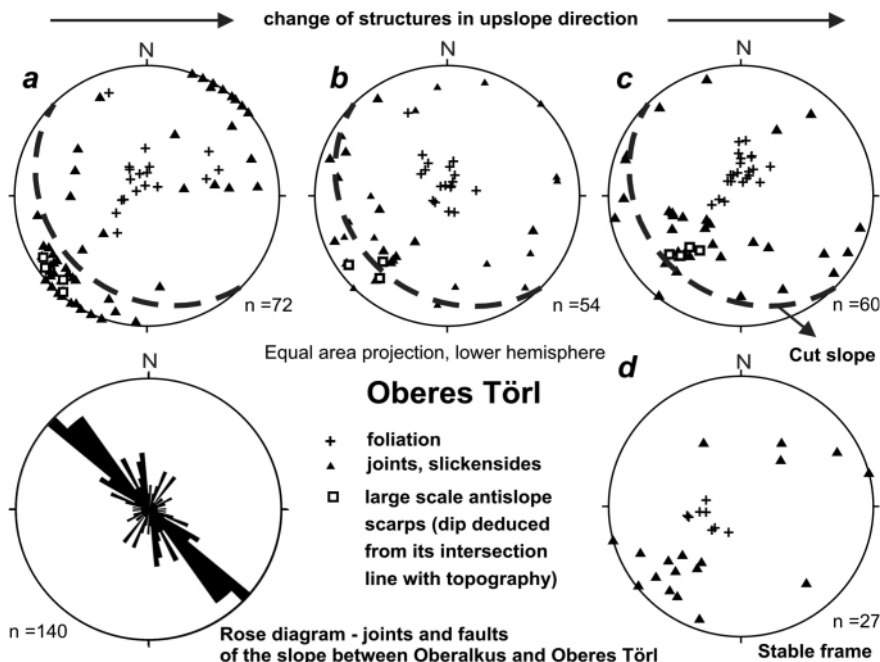 change of structures in upslope direction
N
N
N
a
b
c
n =72
n =54
n =60
Cut slope
Equal area projection, lower hemisphere
N
Oberes Törl
foliation
joints, slickensides
large scale antislope
scarps (dip deduced
from its intersection
line with topography)
d
N
n =140
n =27
Rose diagram - joints and faults
of the slope between Oberalkus and Oberes Törl
Stable frame